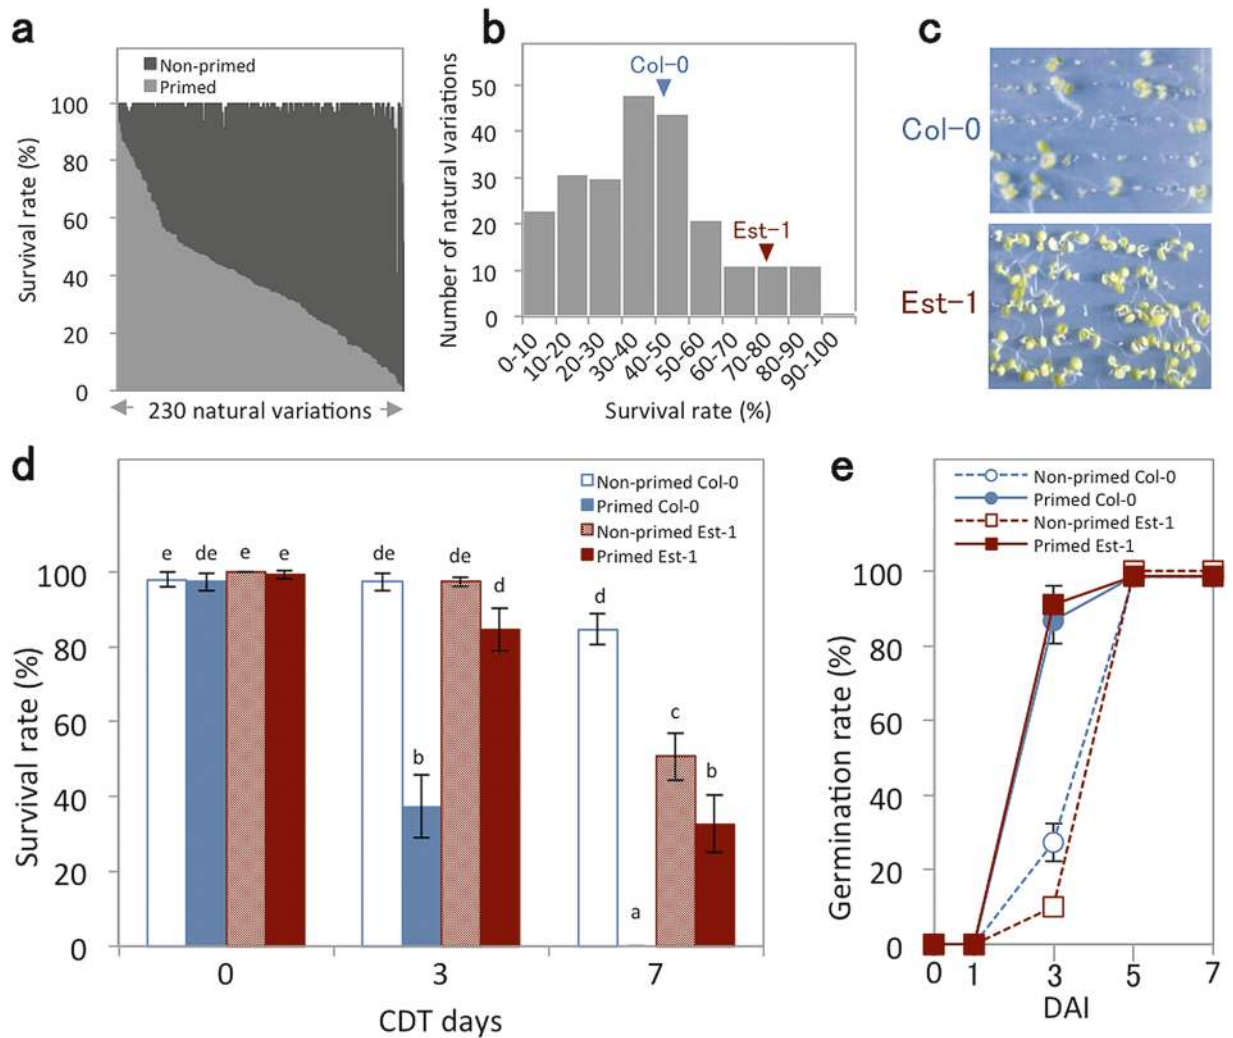 a
Non-primed
Primed
Survival rate (%)
100
80
60
40
20
0
230 natural variations
b
Number of natural variations
50
40
30
20
10
0
Col-0
Est-1
0-10
10-20
20-30
30-40
40-50
50-60
60-70
70-80
80-90
90-100
Survival rate (%)
c
Col-0
Est-1
d
Non-primed Col-0
Primed Col-0
Non-primed Est-1
Primed Est-1
Survival rate (%)
100
80
60
40
20
0
e de e e
de b de d
d a c b
0 3 7
CDT days
e
Non-primed Col-0
Primed Col-0
Non-primed Est-1
Primed Est-1
Germination rate (%)
100
80
60
40
20
0
0 1 3 5 7
DAI